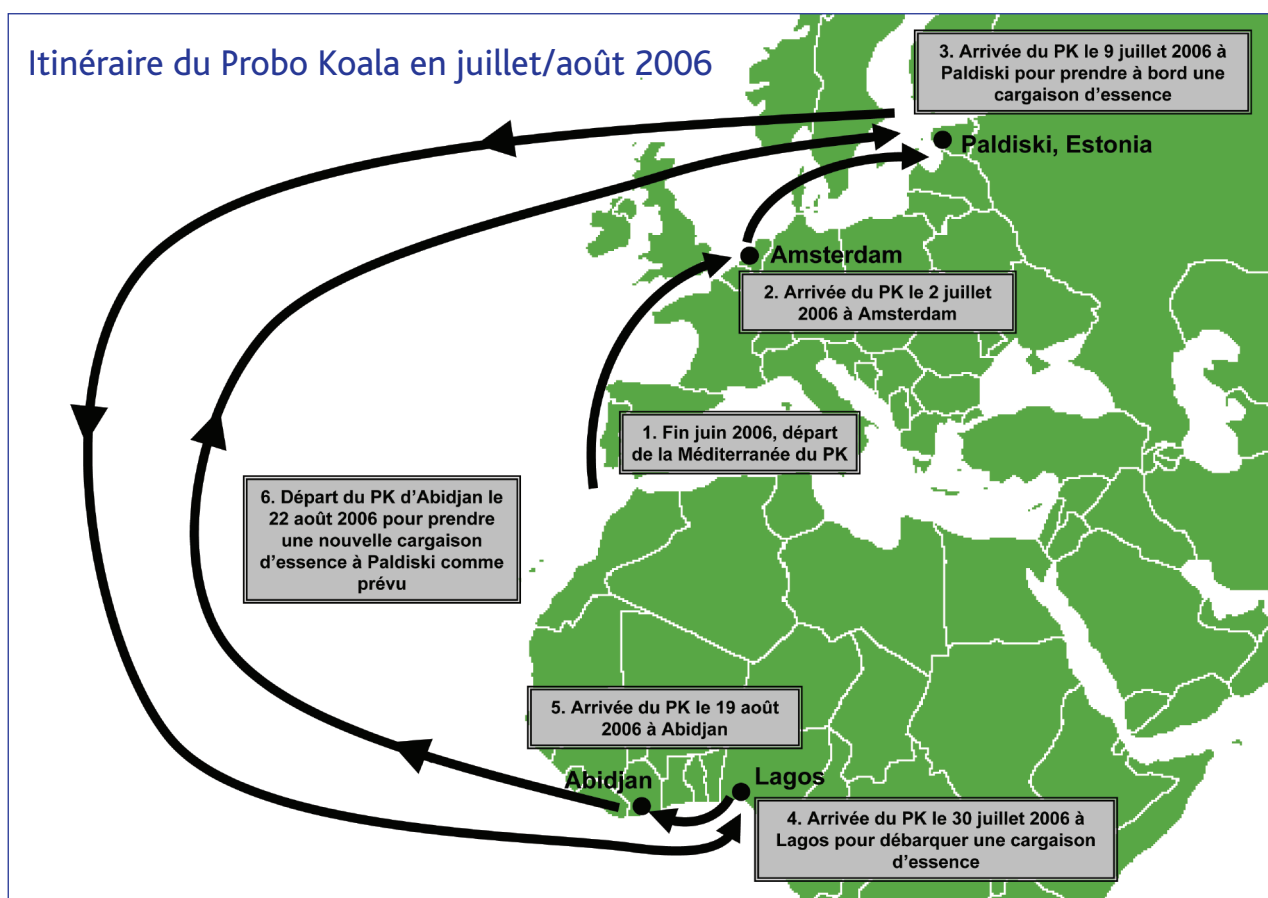 Itinéraire du Probo Koala en juillet/août 2006
3. Arrivée du PK le 9 juillet 2006 à
Paldiski pour prendre à bord une
cargaison d’essence
Paldiski, Estonia
Amsterdam
2. Arrivée du PK le 2 juillet
2006 à Amsterdam
1. Fin juin 2006, départ
de la Méditerranée du PK
6. Départ du PK d’Abidjan le
22 août 2006 pour prendre
une nouvelle cargaison
d’essence à Paldiski comme
prévu
5. Arrivée du PK le 19 août
2006 à Abidjan
Abidjan
Lagos
4. Arrivée du PK le 30 juillet 2006 à
Lagos pour débarquer une cargaison
d’essence